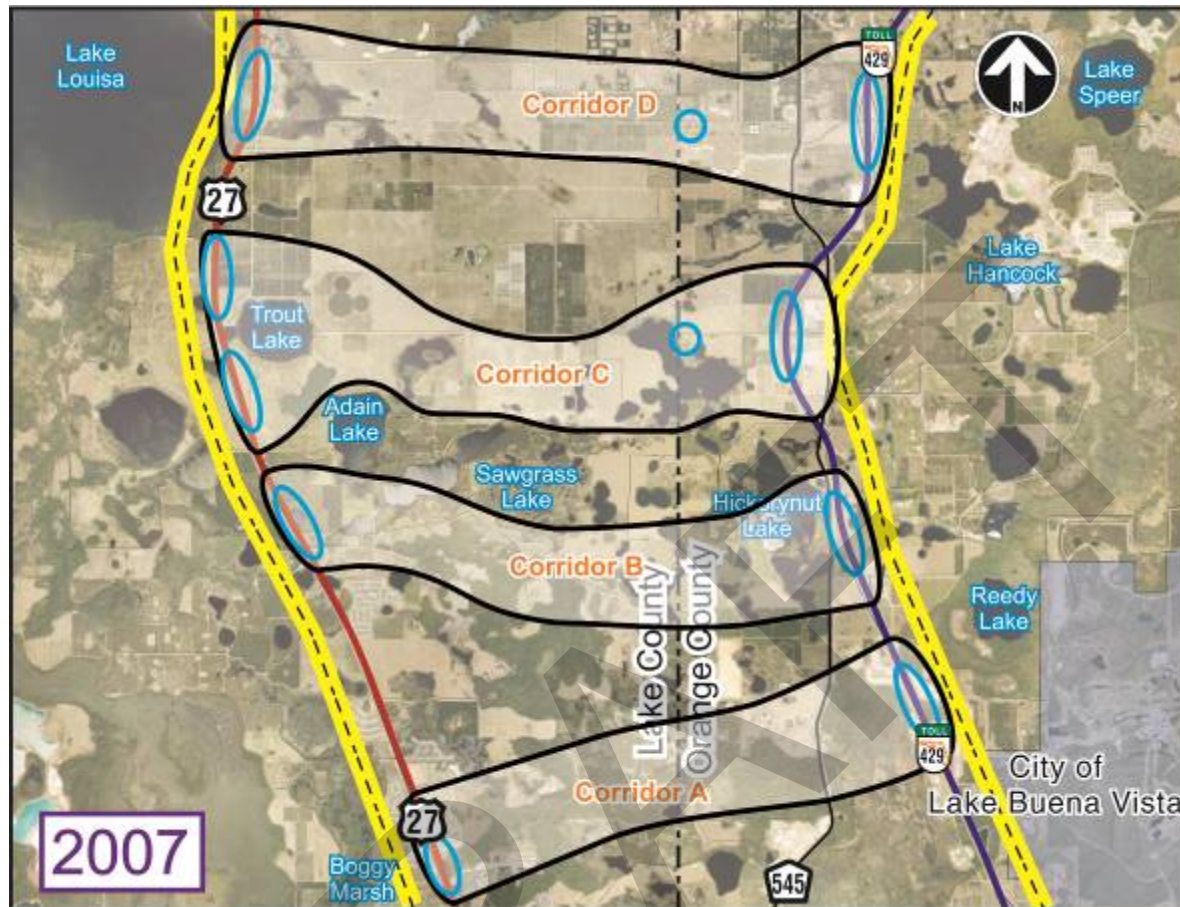 Lake
Louisa
TOLL
429
N
Lake
Speer
Corridor D
27
Lake
Hancock
Trout
Lake
Corridor C
Adain
Lake
Sawgrass
Lake
Hickorynut
Lake
Corridor B
Lake County
Orange County
Reedy
Lake
TOLL
429
City of
Lake Buena Vista
Corridor A
27
2007
Boggy
Marsh
545